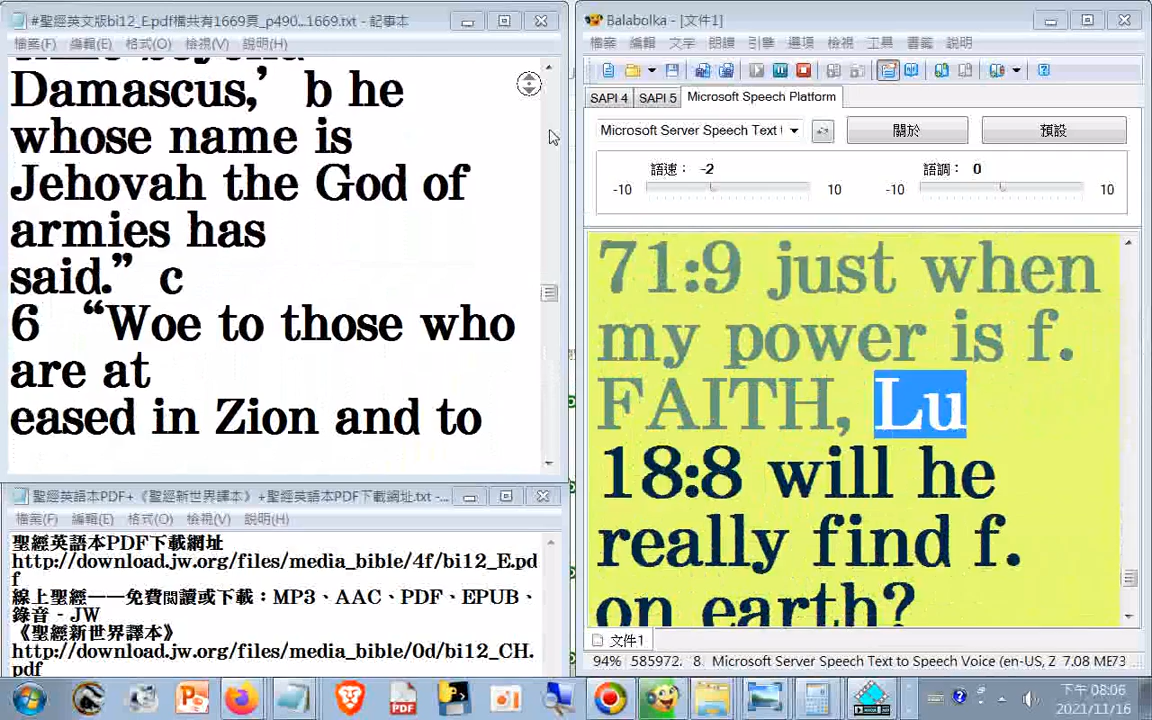 #聖經英文版bi12_E.pdf檔共有1669頁_p490...1669.txt - 記事本
檔案(F) 編輯(E) 格式(O) 檢視(V) 說明(H)
Damascus,’ b he
whose name is
Jehovah the God of
armies has
said.” c
6 “Woe to those who
are at
eased in Zion and to
聖經英語本PDF+《聖經新世界譯本》+聖經英語本PDF下載網址.txt - ...
檔案(F) 編輯(E) 格式(O) 檢視(V) 說明(H)
聖經英語本PDF下載網址
http://download.jw.org/files/media_bible/4f/bi12_E.pd
f
線上聖經——免費閱讀或下載：MP3、AAC、PDF、EPUB、
錄音 - JW
《聖經新世界譯本》
http://download.jw.org/files/media_bible/0d/bi12_CH.
pdf
Balabolka - [文件1]
檔案 編輯 文字 朗讀 引擎 選項 檢視 工具 書籤 說明
SAPI 4 SAPI 5 Microsoft Speech Platform
Microsoft Server Speech Text 關於 預設
語速： -2 語調： 0
-10 10 -10 10
71:9 just when
my power is f.
FAITH, Lu
18:8 will he
really find f.
on earth?
文件1
94% 585972. 8. Microsoft Server Speech Text to Speech Voice (en-US, Z 7.08 ME73
下午 08:06
2021/11/16